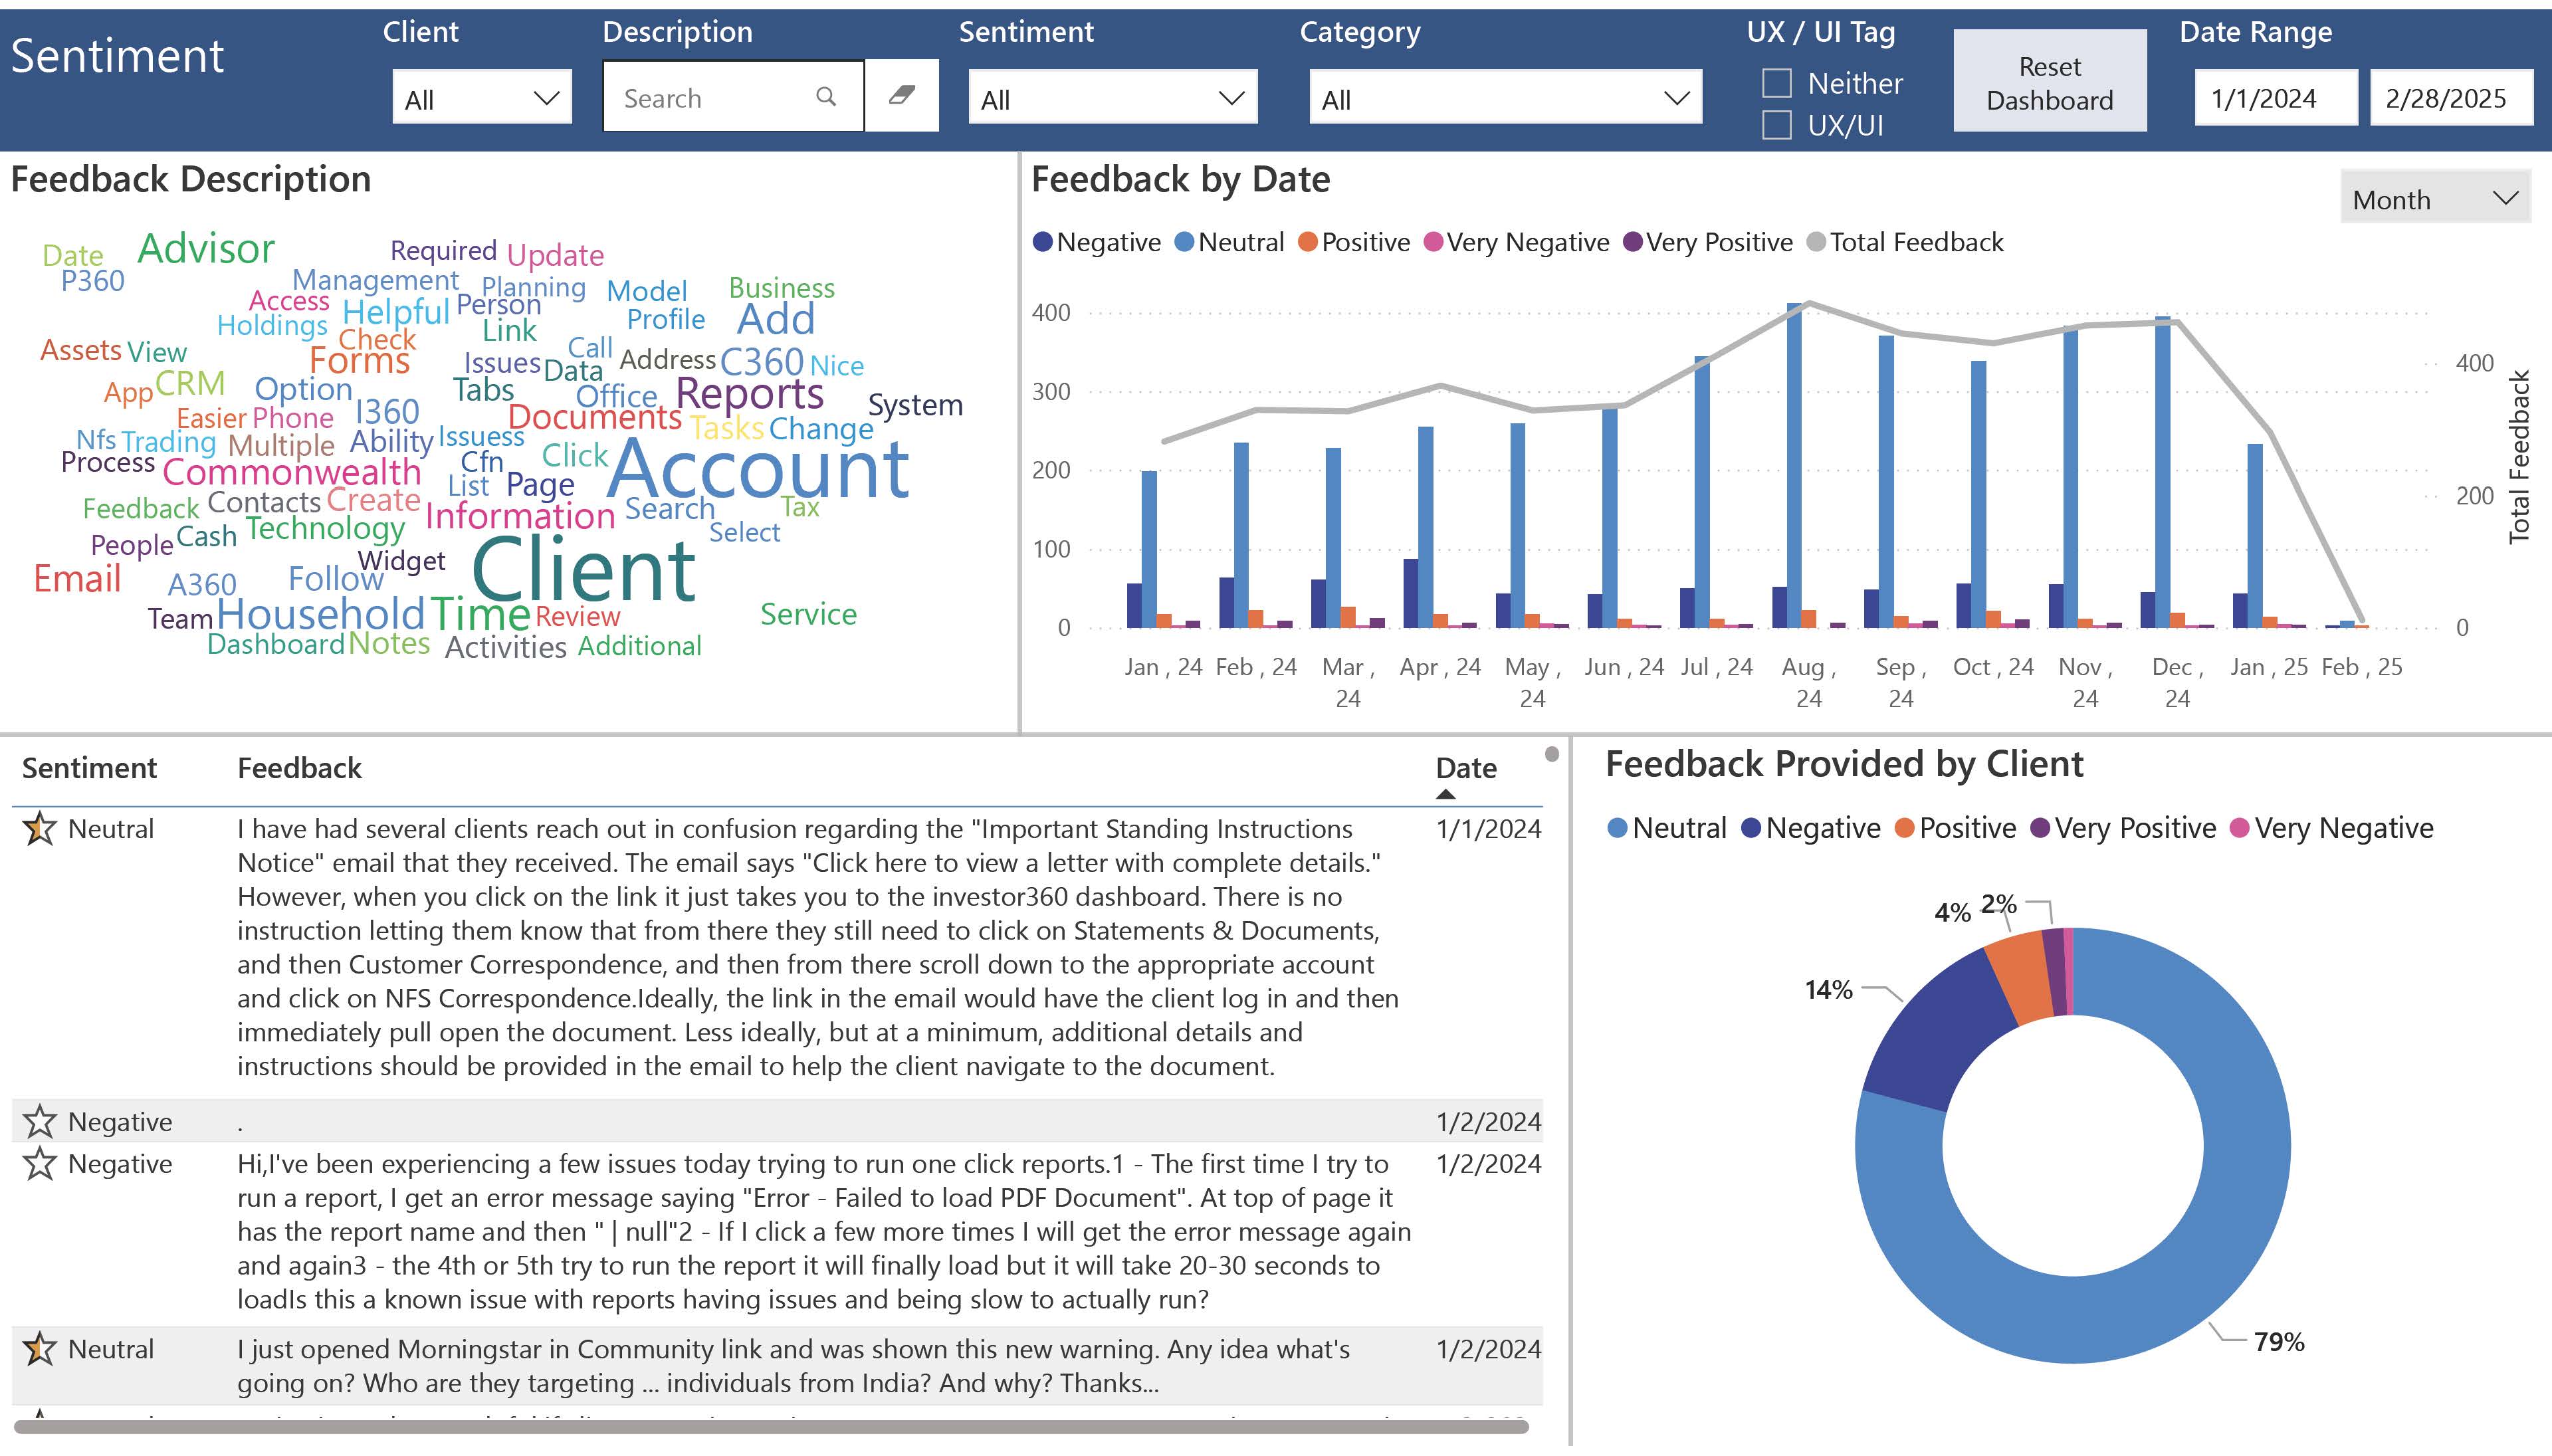 Sentiment
Client
All
Description
Search
Sentiment
All
Category
All
UX / UI Tag
Neither
UX/UI
Reset
Dashboard
Date Range
1/1/2024
2/28/2025
Feedback Description
Date Advisor Required Update
P360 Management Planning Model Business
Access Helpful Person Profile Add
Holdings Check Link
Assets View Forms Issues Call Address C360 Nice
App CRM Option Tabs Data Office Reports System
Easier Phone I360 Documents Tasks Change
Nfs Trading Multiple Ability Issuess Click Account
Process Commonwealth Cfn
List Page
Feedback Contacts Create Information Search Tax
People Cash Technology Select
Widget Client
Email A360 Follow
Team Household Time Review Service
Dashboard Notes Activities Additional
Feedback by Date
Month
Negative Neutral Positive Very Negative Very Positive Total Feedback
400
300
200
100
0
400
200
0
Total Feedback
Jan , 24 Feb , 24 Mar , 24 Apr , 24 May , 24 Jun , 24 Jul , 24 Aug , 24 Sep , 24 Oct , 24 Nov , 24 Dec , 24 Jan , 25 Feb , 25
Sentiment Feedback Date
Neutral I have had several clients reach out in confusion regarding the "Important Standing Instructions 1/1/2024
Notice" email that they received. The email says "Click here to view a letter with complete details."
However, when you click on the link it just takes you to the investor360 dashboard. There is no
instruction letting them know that from there they still need to click on Statements & Documents,
and then Customer Correspondence, and then from there scroll down to the appropriate account
and click on NFS Correspondence.Ideally, the link in the email would have the client log in and then
immediately pull open the document. Less ideally, but at a minimum, additional details and
instructions should be provided in the email to help the client navigate to the document.
Negative . 1/2/2024
Negative Hi,I've been experiencing a few issues today trying to run one click reports.1 - The first time I try to 1/2/2024
run a report, I get an error message saying "Error - Failed to load PDF Document". At top of page it
has the report name and then " | null"2 - If I click a few more times I will get the error message again
and again3 - the 4th or 5th try to run the report it will finally load but it will take 20-30 seconds to
loadIs this a known issue with reports having issues and being slow to actually run?
Neutral I just opened Morningstar in Community link and was shown this new warning. Any idea what's 1/2/2024
going on? Who are they targeting ... individuals from India? And why? Thanks...
Feedback Provided by Client
Neutral Negative Positive Very Positive Very Negative
4% 2%
14%
79%